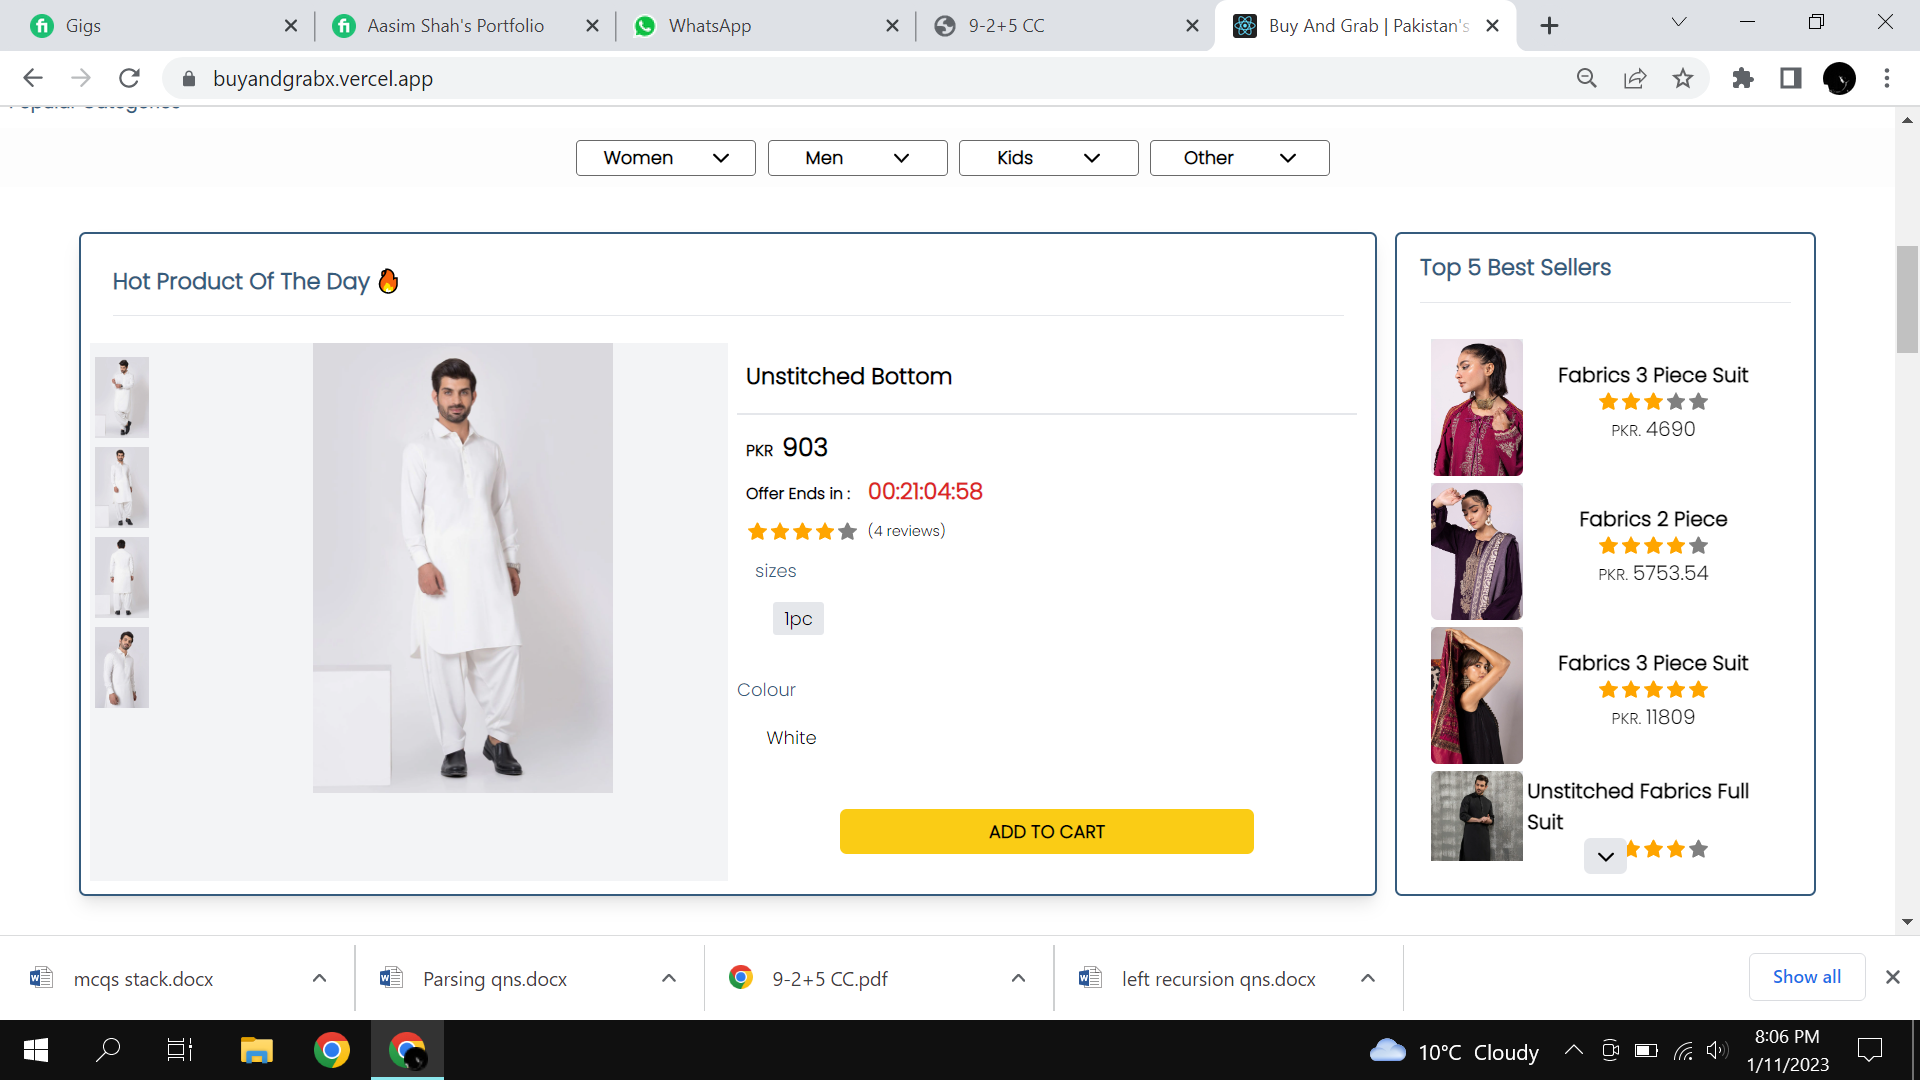 Gigs
Aasim Shah's Portfolio
WhatsApp
9-2+5 CC
Buy And Grab | Pakistan's
buyandgrabx.vercel.app
Popular Categories
Women
Men
Kids
Other
Hot Product Of The Day 🔥
Unstitched Bottom
PKR 903
Offer Ends in : 00:21:04:58
(4 reviews)
sizes
1pc
Colour
White
ADD TO CART
Top 5 Best Sellers
Fabrics 3 Piece Suit
PKR. 4690
Fabrics 2 Piece
PKR. 5753.54
Fabrics 3 Piece Suit
PKR. 11809
Unstitched Fabrics Full
Suit
mcqs stack.docx
Parsing qns.docx
9-2+5 CC.pdf
left recursion qns.docx
Show all
10°C Cloudy
8:06 PM
1/11/2023